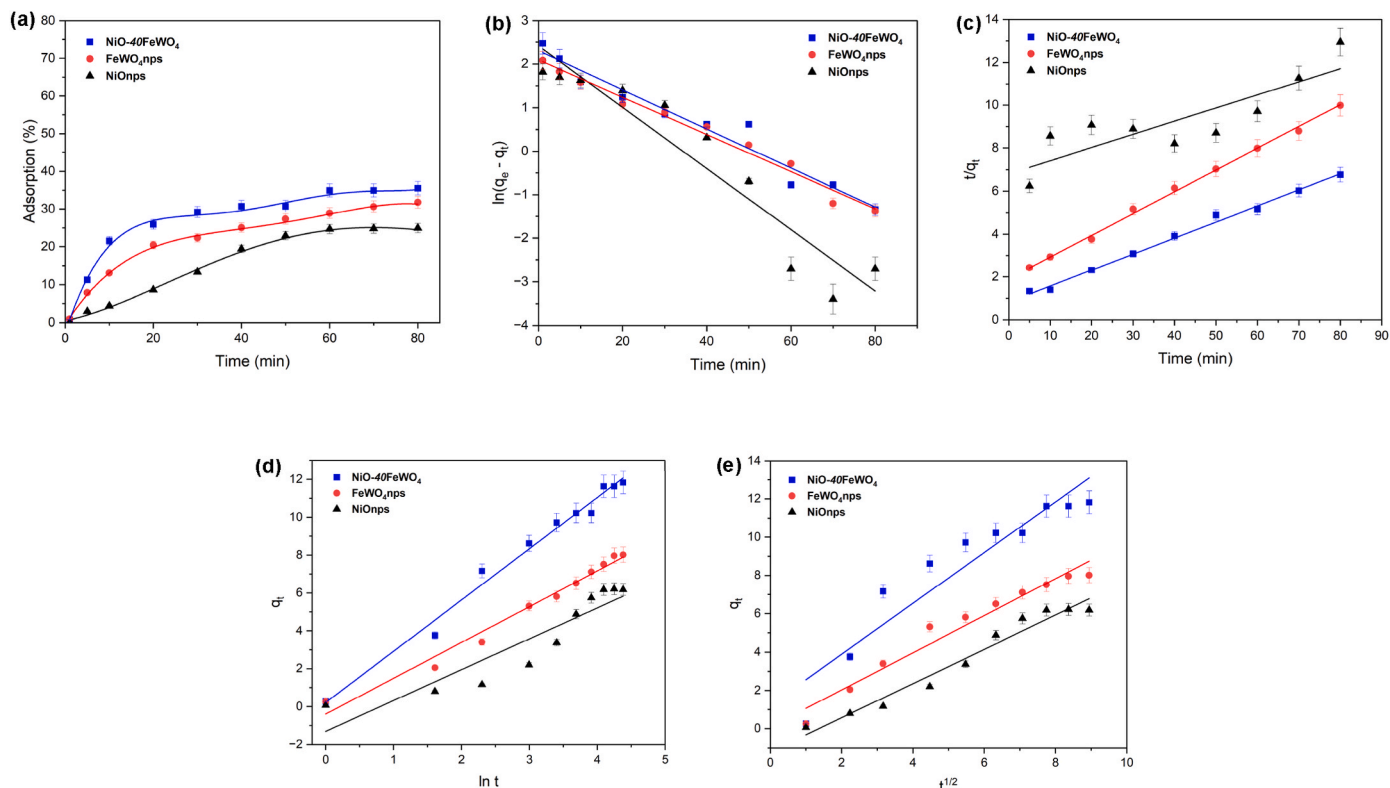 (a)
NiO-40FeWO₄
FeWO₄nps
NiOnps
Adsorption (%)
80
70
60
50
40
30
20
10
0
0 20 40 60 80
Time (min)
(b)
NiO-40FeWO₄
FeWO₄nps
NiOnps
ln(qₑ - qₜ)
3
2
1
0
−1
−2
−3
−4
0 20 40 60 80
Time (min)
(c)
NiO-40FeWO₄
FeWO₄nps
NiOnps
t/qₜ
14
12
10
8
6
4
2
0
0 10 20 30 40 50 60 70 80 90
Time (min)
(d)
NiO-40FeWO₄
FeWO₄nps
NiOnps
qₜ
12
10
8
6
4
2
0
−2
0 1 2 3 4 5
ln t
(e)
NiO-40FeWO₄
FeWO₄nps
NiOnps
qₜ
14
12
10
8
6
4
2
0
0 2 4 6 8 10
t¹ᐟ²